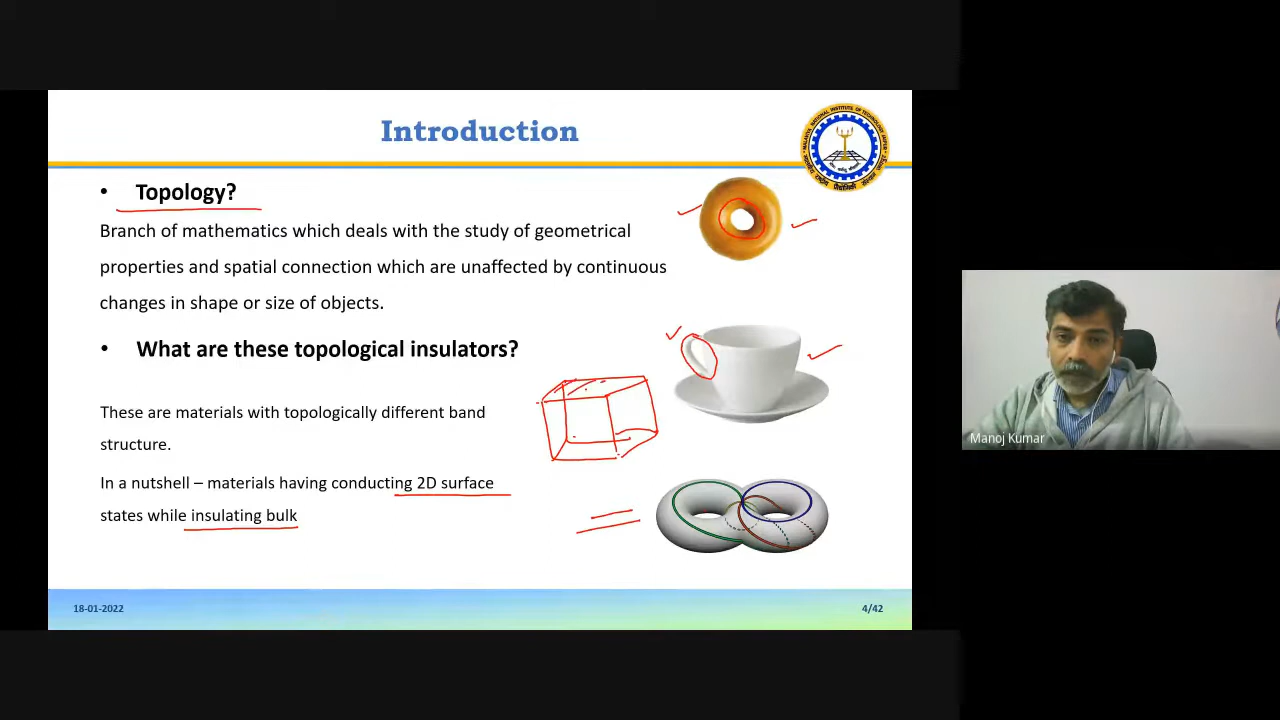 Introduction
• Topology?
Branch of mathematics which deals with the study of geometrical
properties and spatial connection which are unaffected by continuous
changes in shape or size of objects.
• What are these topological insulators?
These are materials with topologically different band
structure.
In a nutshell – materials having conducting 2D surface
states while insulating bulk
18-01-2022
4/42
Manoj Kumar